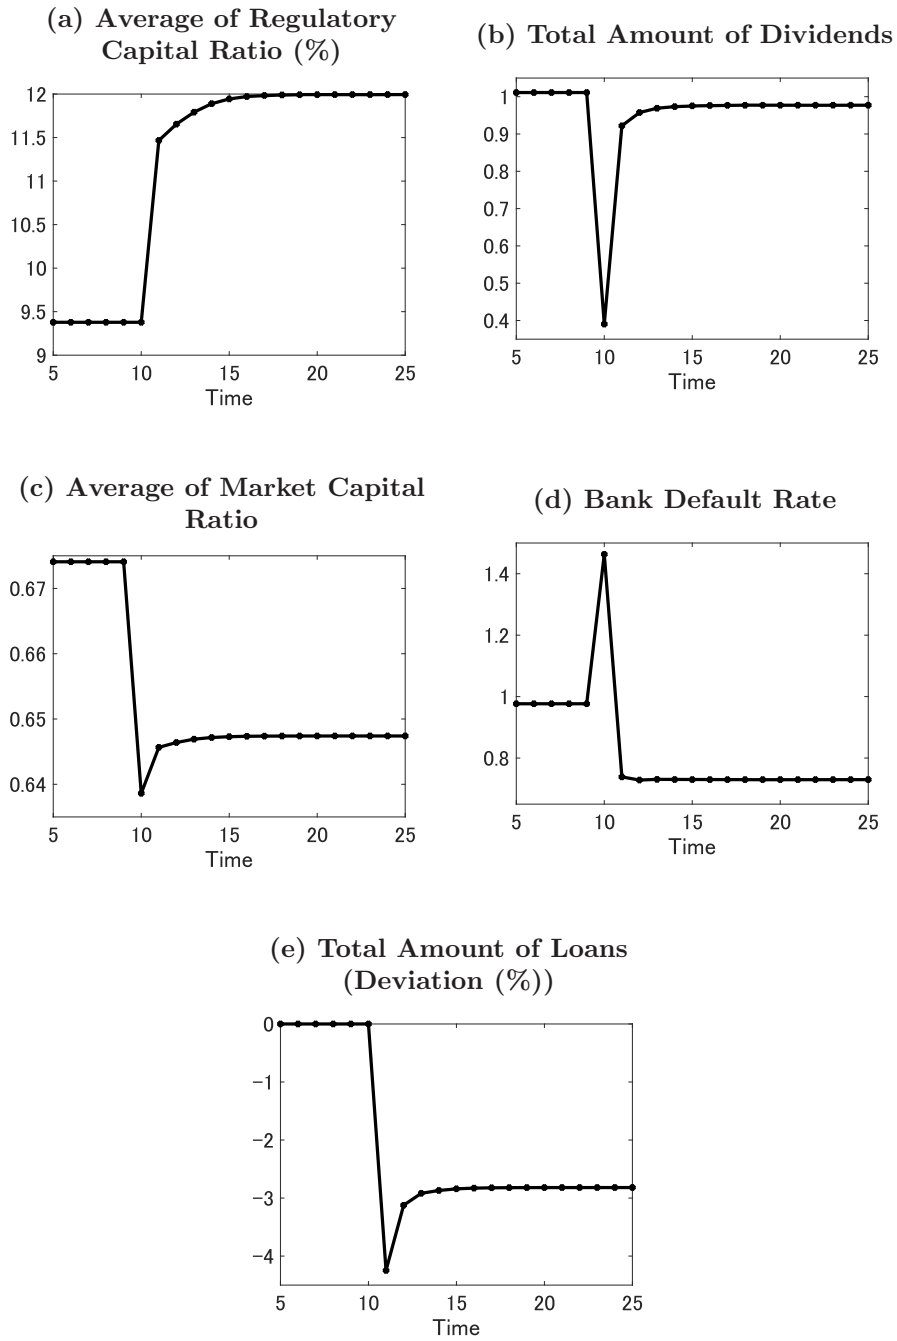 (a) Average of Regulatory
Capital Ratio (%)
12
11.5
11
10.5
10
9.5
9
5 10 15 20 25
Time
(b) Total Amount of Dividends
1
0.9
0.8
0.7
0.6
0.5
0.4
5 10 15 20 25
Time
(c) Average of Market Capital
Ratio
0.67
0.66
0.65
0.64
5 10 15 20 25
Time
(d) Bank Default Rate
1.4
1.2
1
0.8
5 10 15 20 25
Time
(e) Total Amount of Loans
(Deviation (%))
0
−1
−2
−3
−4
5 10 15 20 25
Time